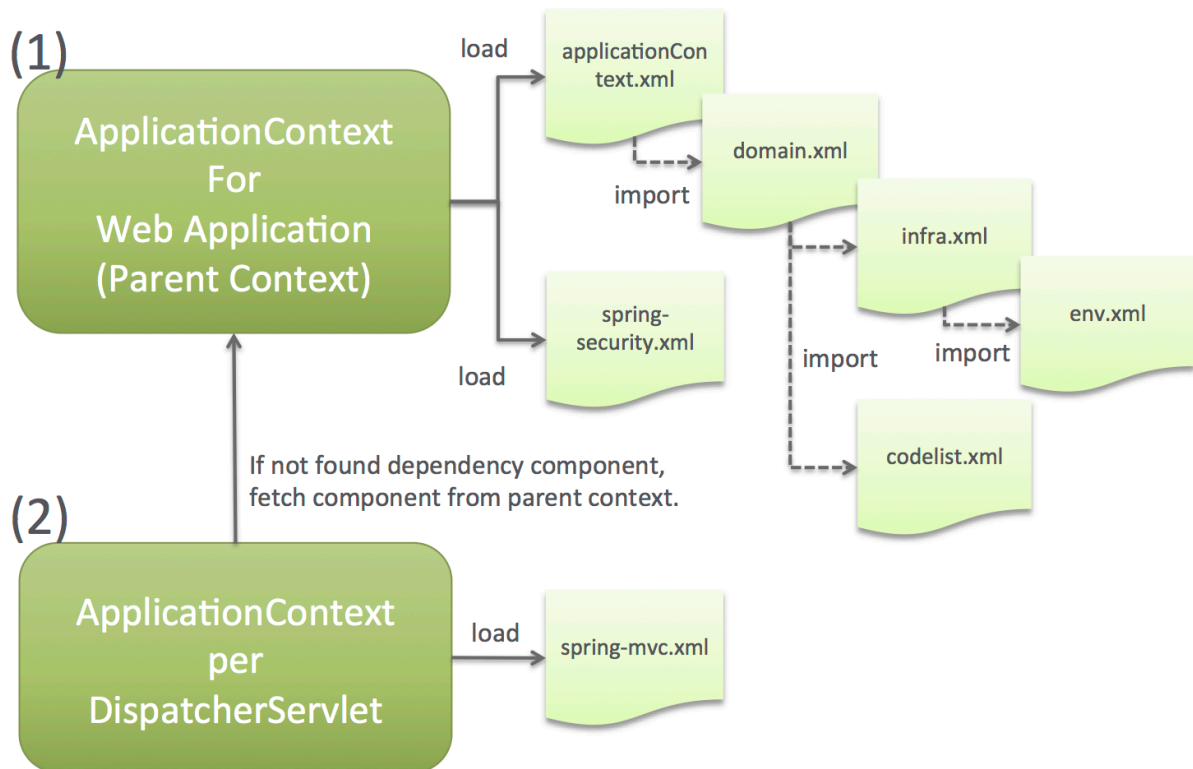 (1)
ApplicationContext
For
Web Application
(Parent Context)
load
applicationCon
text.xml
import
domain.xml
infra.xml
import
env.xml
import
codelist.xml
load
spring-
security.xml
If not found dependency component,
fetch component from parent context.
(2)
ApplicationContext
per
DispatcherServlet
load
spring-mvc.xml